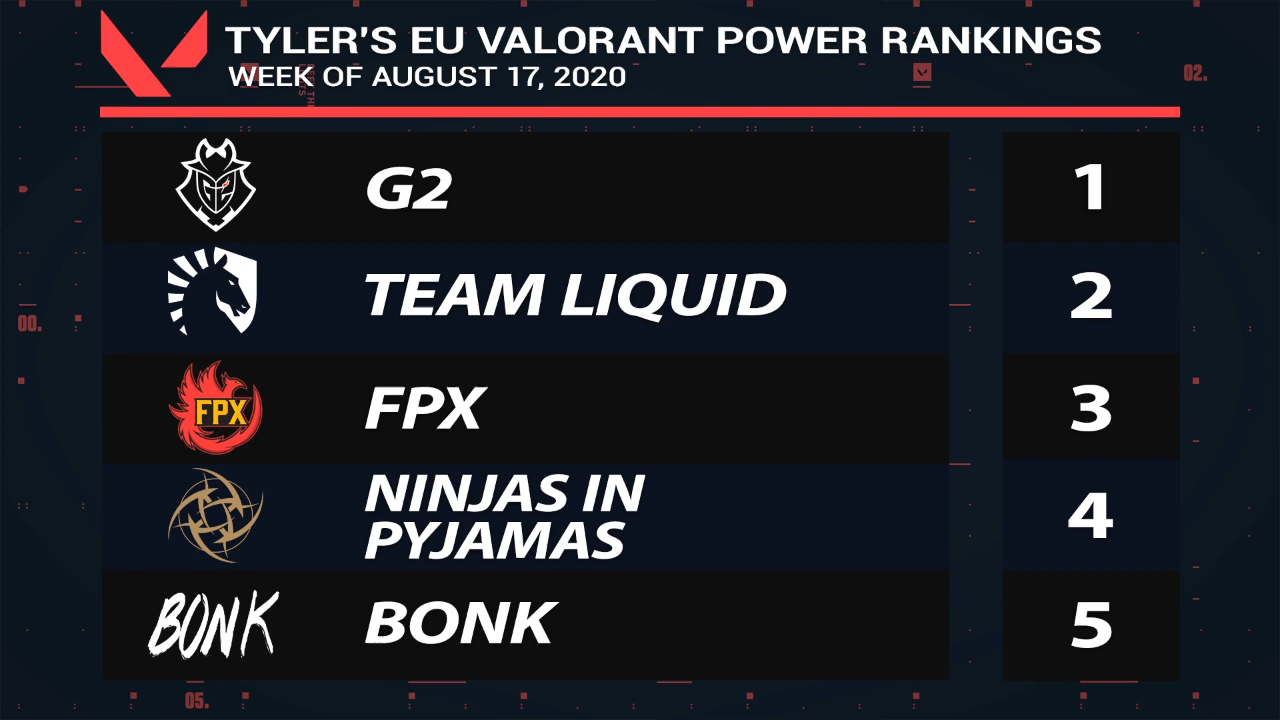 TYLER'S EU VALORANT POWER RANKINGS
WEEK OF AUGUST 17, 2020
02.
G2
1
TEAM LIQUID
2
00.
FPX
FPX
3
NINJAS IN
PYJAMAS
4
BONK
BONK
5
05.